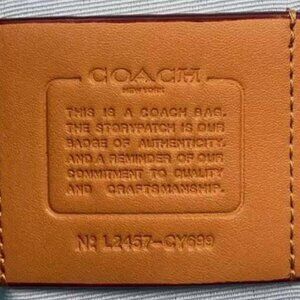 COACH
NEW YORK
THIS IS A COACH BAG.
THE STORYPATCH IS OUR
BADGE OF AUTHENTICITY,
AND A REMINDER OF OUR
COMMITMENT TO QUALITY
AND CRAFTSMANSHIP.
Nº L2457-CY699